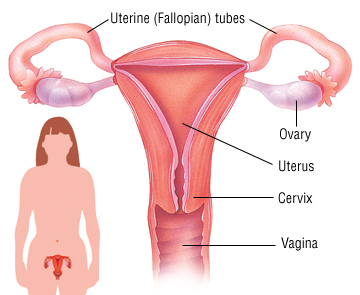 Uterine (Fallopian) tubes
Ovary
Uterus
Cervix
Vagina